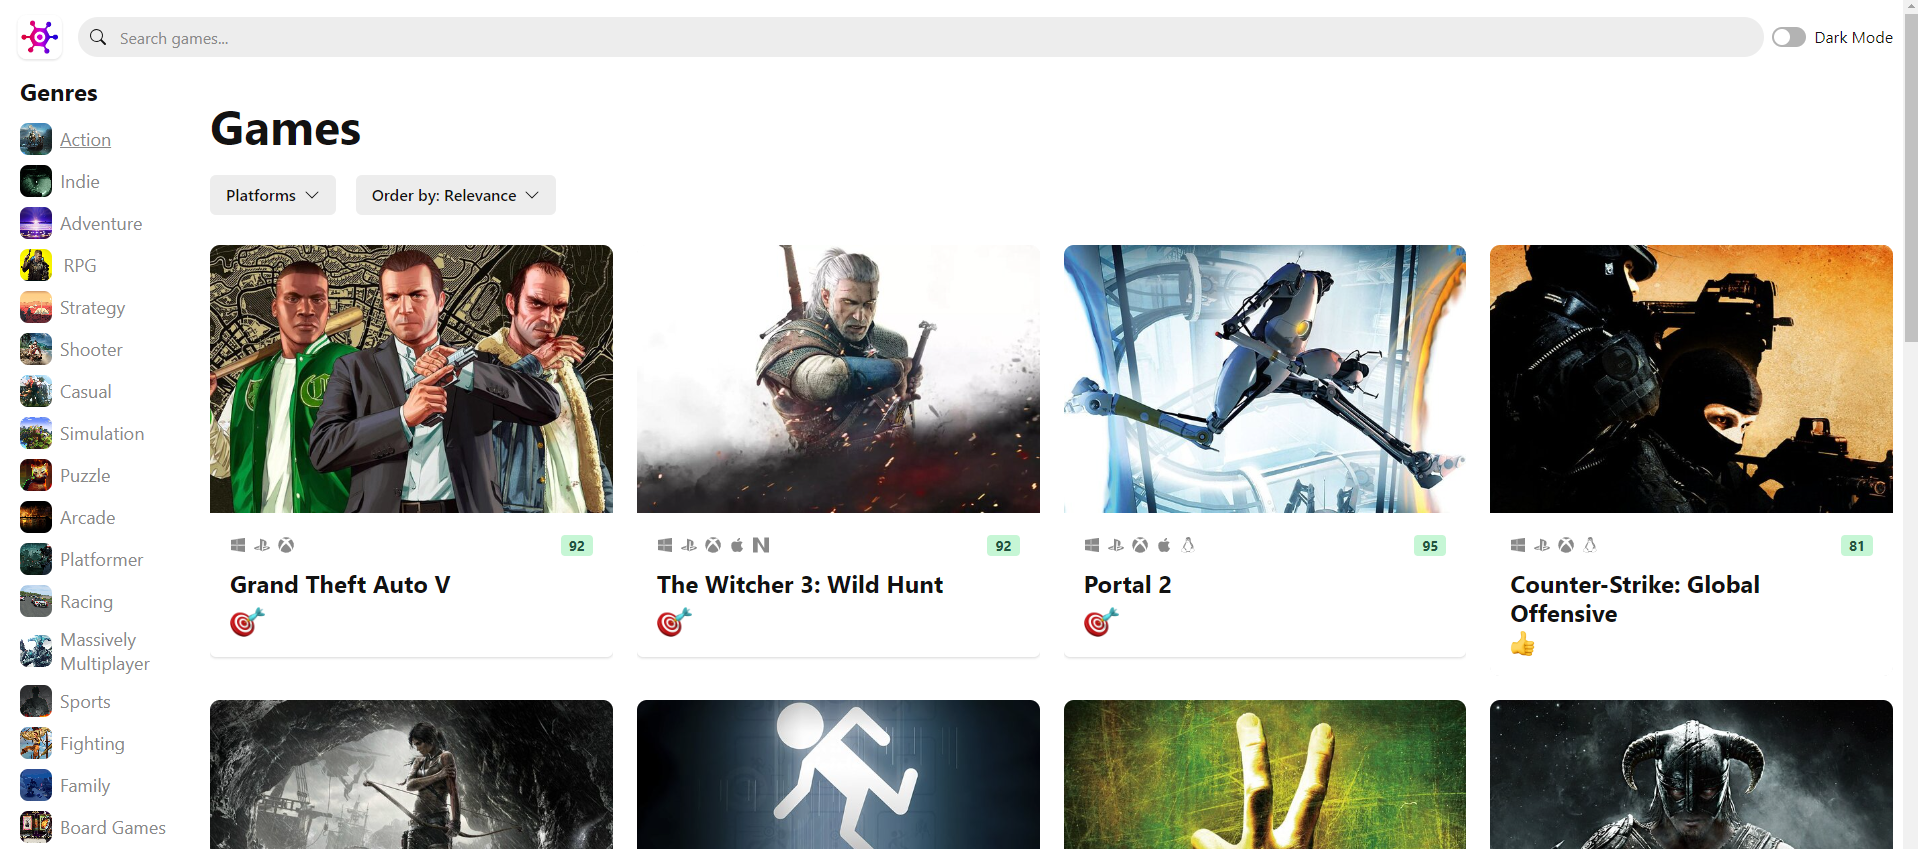 Search games...
Dark Mode
Genres
Action
Indie
Adventure
RPG
Strategy
Shooter
Casual
Simulation
Puzzle
Arcade
Platformer
Racing
Massively
Multiplayer
Sports
Fighting
Family
Board Games
Games
Platforms
Order by: Relevance
92
Grand Theft Auto V
92
The Witcher 3: Wild Hunt
95
Portal 2
81
Counter-Strike: Global
Offensive